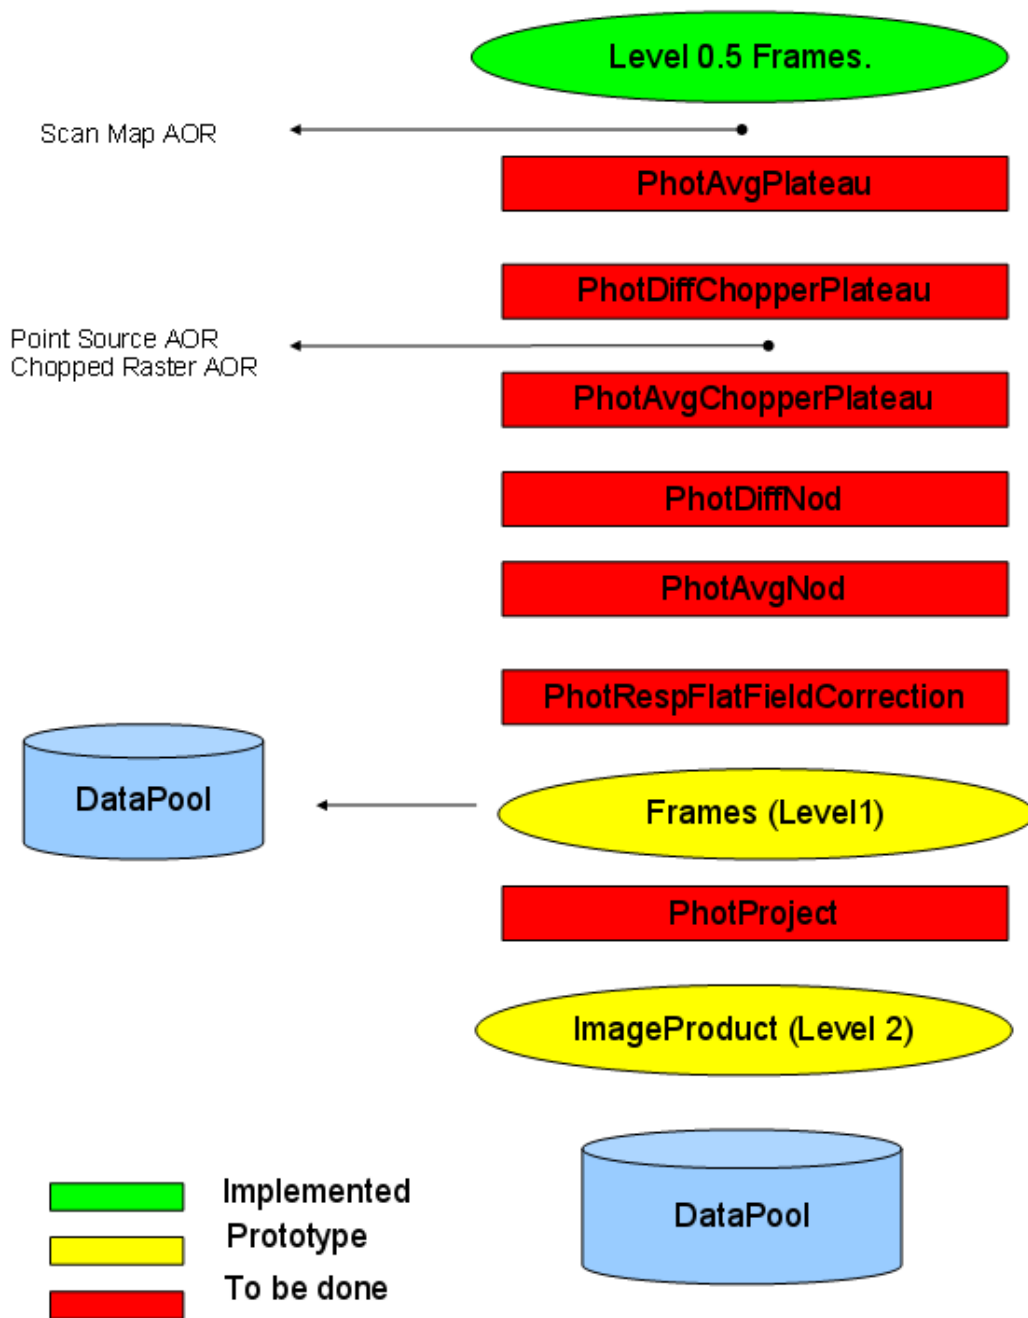 Level 0.5 Frames.
Scan Map AOR
PhotAvgPlateau
PhotDiffChopperPlateau
Point Source AOR
Chopped Raster AOR
PhotAvgChopperPlateau
PhotDiffNod
PhotAvgNod
PhotRespFlatFieldCorrection
DataPool
Frames (Level1)
PhotProject
ImageProduct (Level 2)
DataPool
Implemented
Prototype
To be done